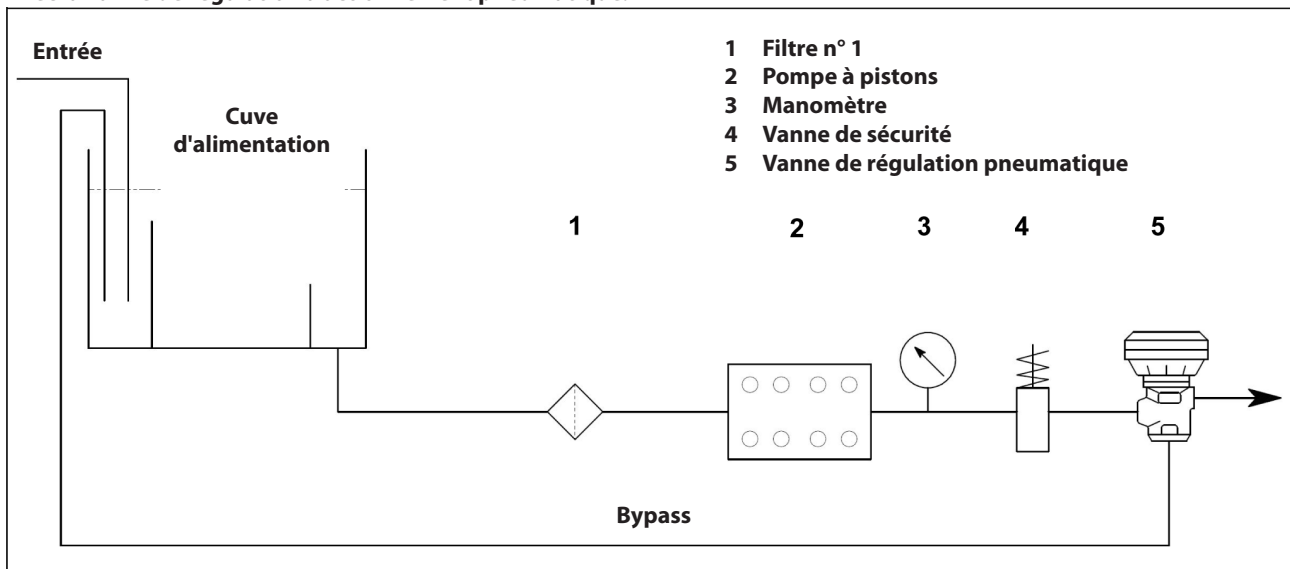 Entrée
Cuve
d'alimentation
1 Filtre n° 1
2 Pompe à pistons
3 Manomètre
4 Vanne de sécurité
5 Vanne de régulation pneumatique
1 2 3 4 5
Bypass